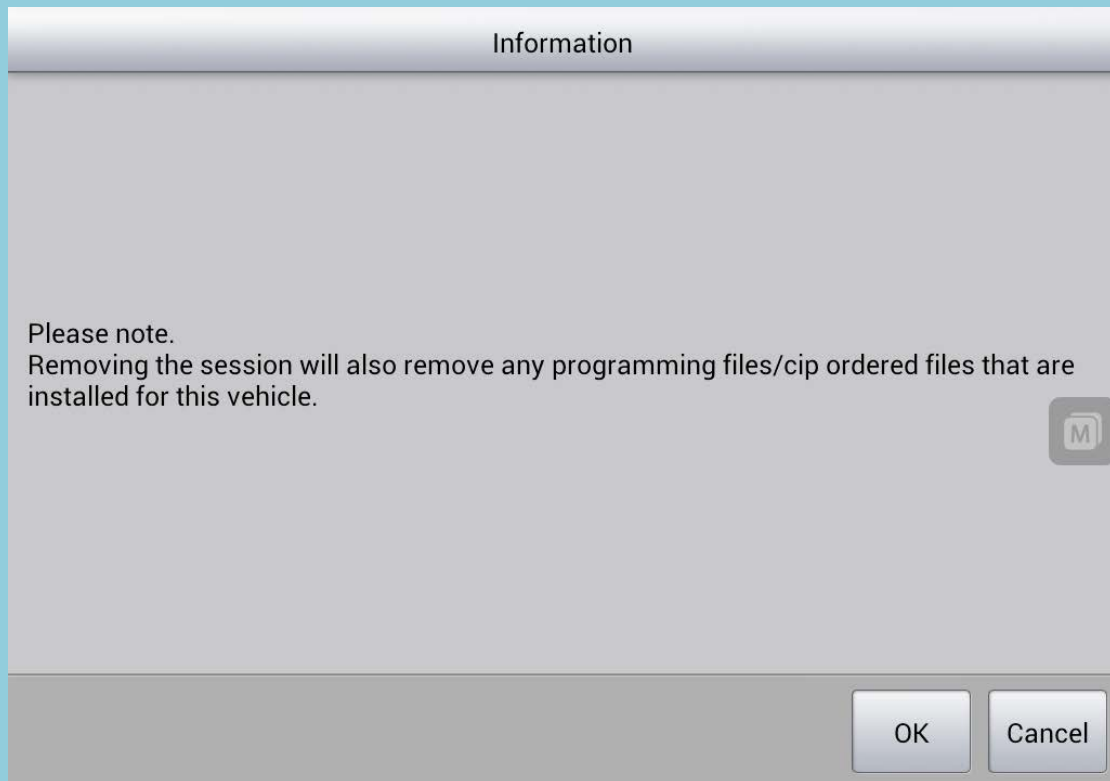 Information
Please note.
Removing the session will also remove any programming files/cip ordered files that are
installed for this vehicle.
M
OK
Cancel